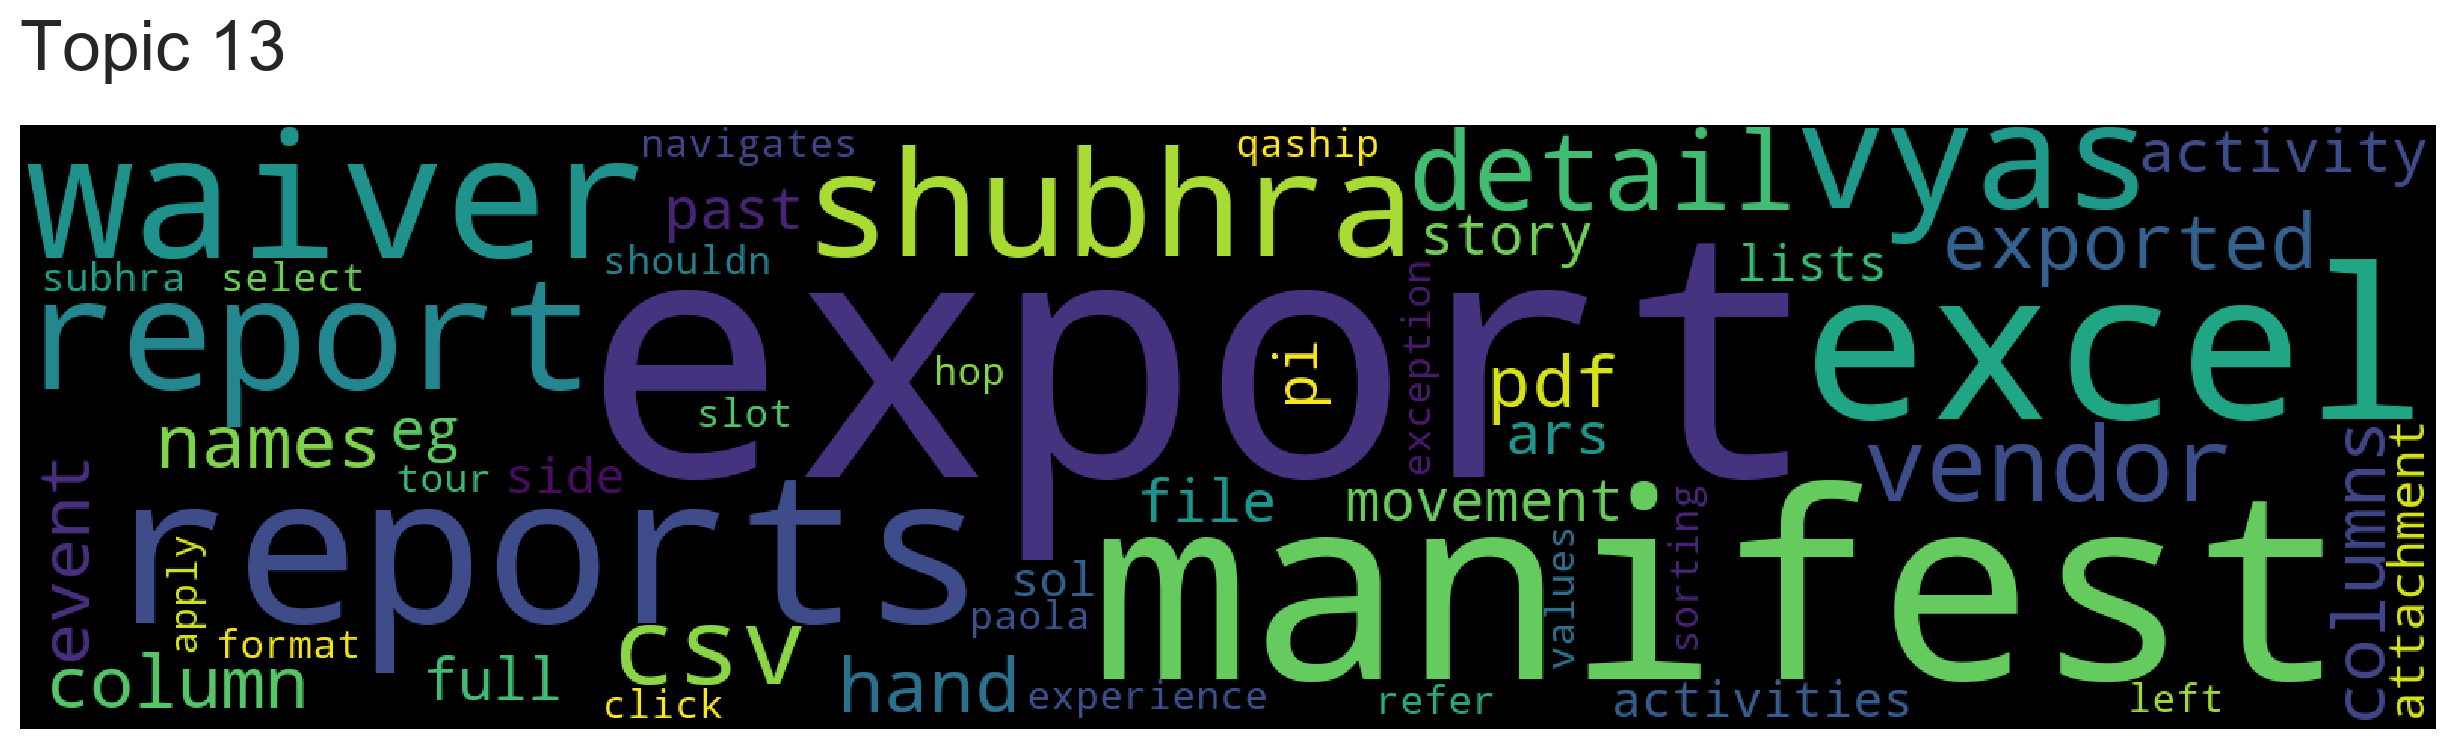 Topic 13
navigates
qaship
waiver
shubhra
detail
vyas
activity
past
story
exported
subhra
select
shouldn
lists
report
export
excel
exception
hop
pi
pdf
slot
ars
names
eg
vendor
columns
attachment
event
tour
side
file
movement
reports
manifest
sorting
values
apply
sol
paola
format
csv
column
full
click
hand
experience
refer
activities
left